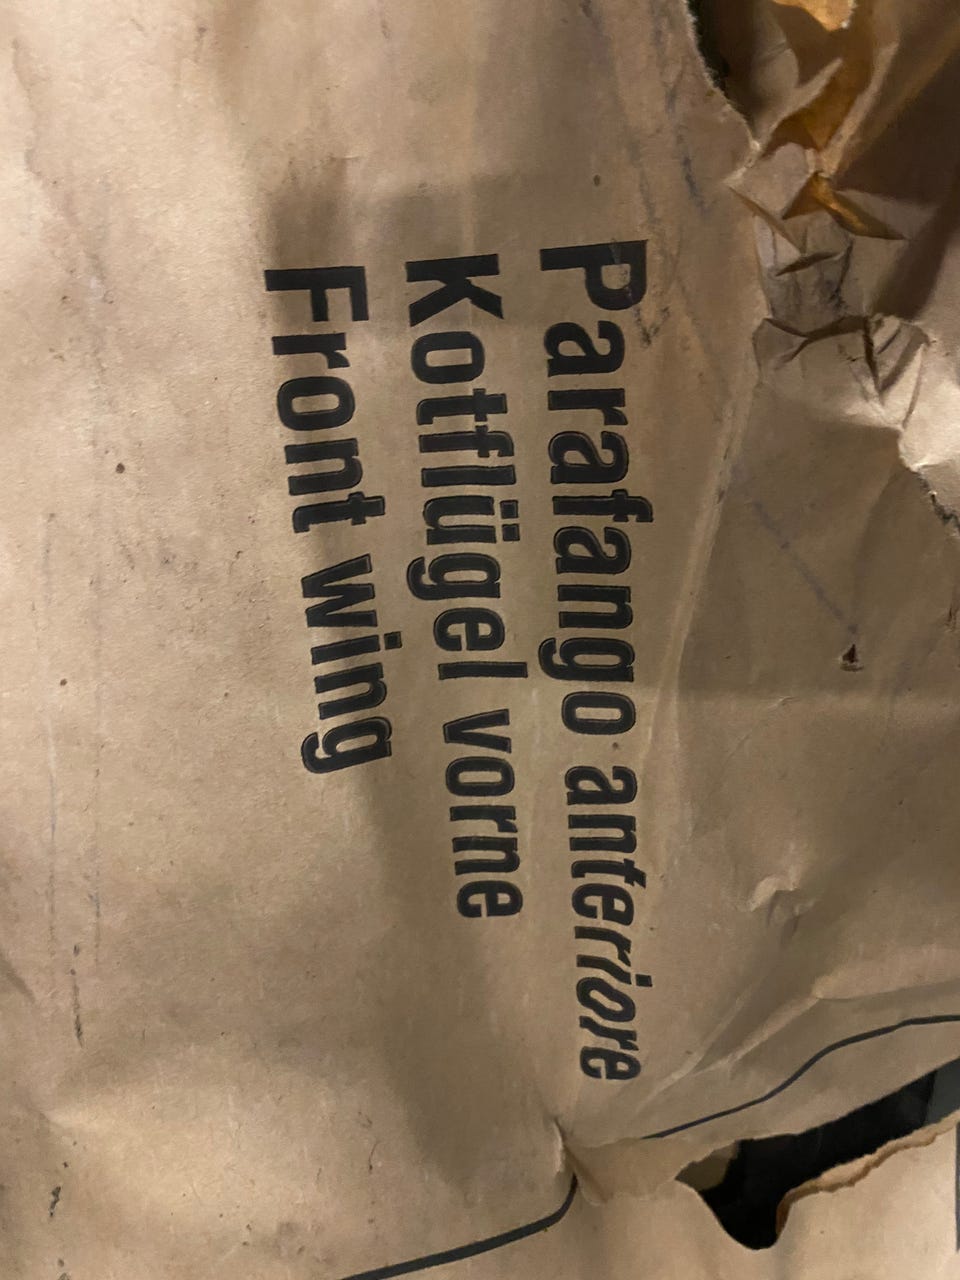 Parafango anteriore
Kotflügel vorne
Front wing